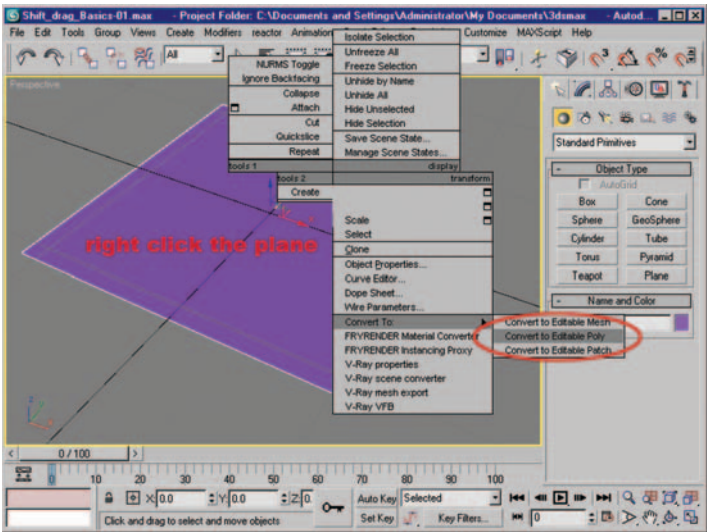 Shift_drag_Basics-01.max - Project Folder: C:\Documents and Settings\Administrator\My Documents\3dsmax - Autod...
File Edit Tools Group Views Create Modifiers reactor Animation Customize MAXScript Help
All
Perspective
NURMS Toggle
Ignore Backfacing
Collapse
Attach
Cut
Quickslice
Repeat
tools 1
Isolate Selection
Unfreeze All
Freeze Selection
Unhide by Name
Unhide All
Hide Unselected
Hide Selection
Save Scene State...
Manage Scene States...
display
tools 2
transform
Create
Scale
Select
Clone
Object Properties...
Curve Editor...
Dope Sheet...
Wire Parameters...
Convert To:
FRYRENDER Material Converter
FRYRENDER Instancing Proxy
V-Ray properties
V-Ray scene converter
V-Ray mesh export
V-Ray VFB
Convert to Editable Mesh
Convert to Editable Poly
Convert to Editable Patch
right click the plane
Standard Primitives
- Object Type
AutoGrid
Box Cone
Sphere GeoSphere
Cylinder Tube
Torus Pyramid
Teapot Plane
- Name and Color
z
x
< 0 / 100 >
0 10 20 30 40 50 60 70 80 90 100
X: 0.0 Y: 0.0 Z: 0. Auto Key Selected
Click and drag to select and move objects Set Key Key Filters... 0